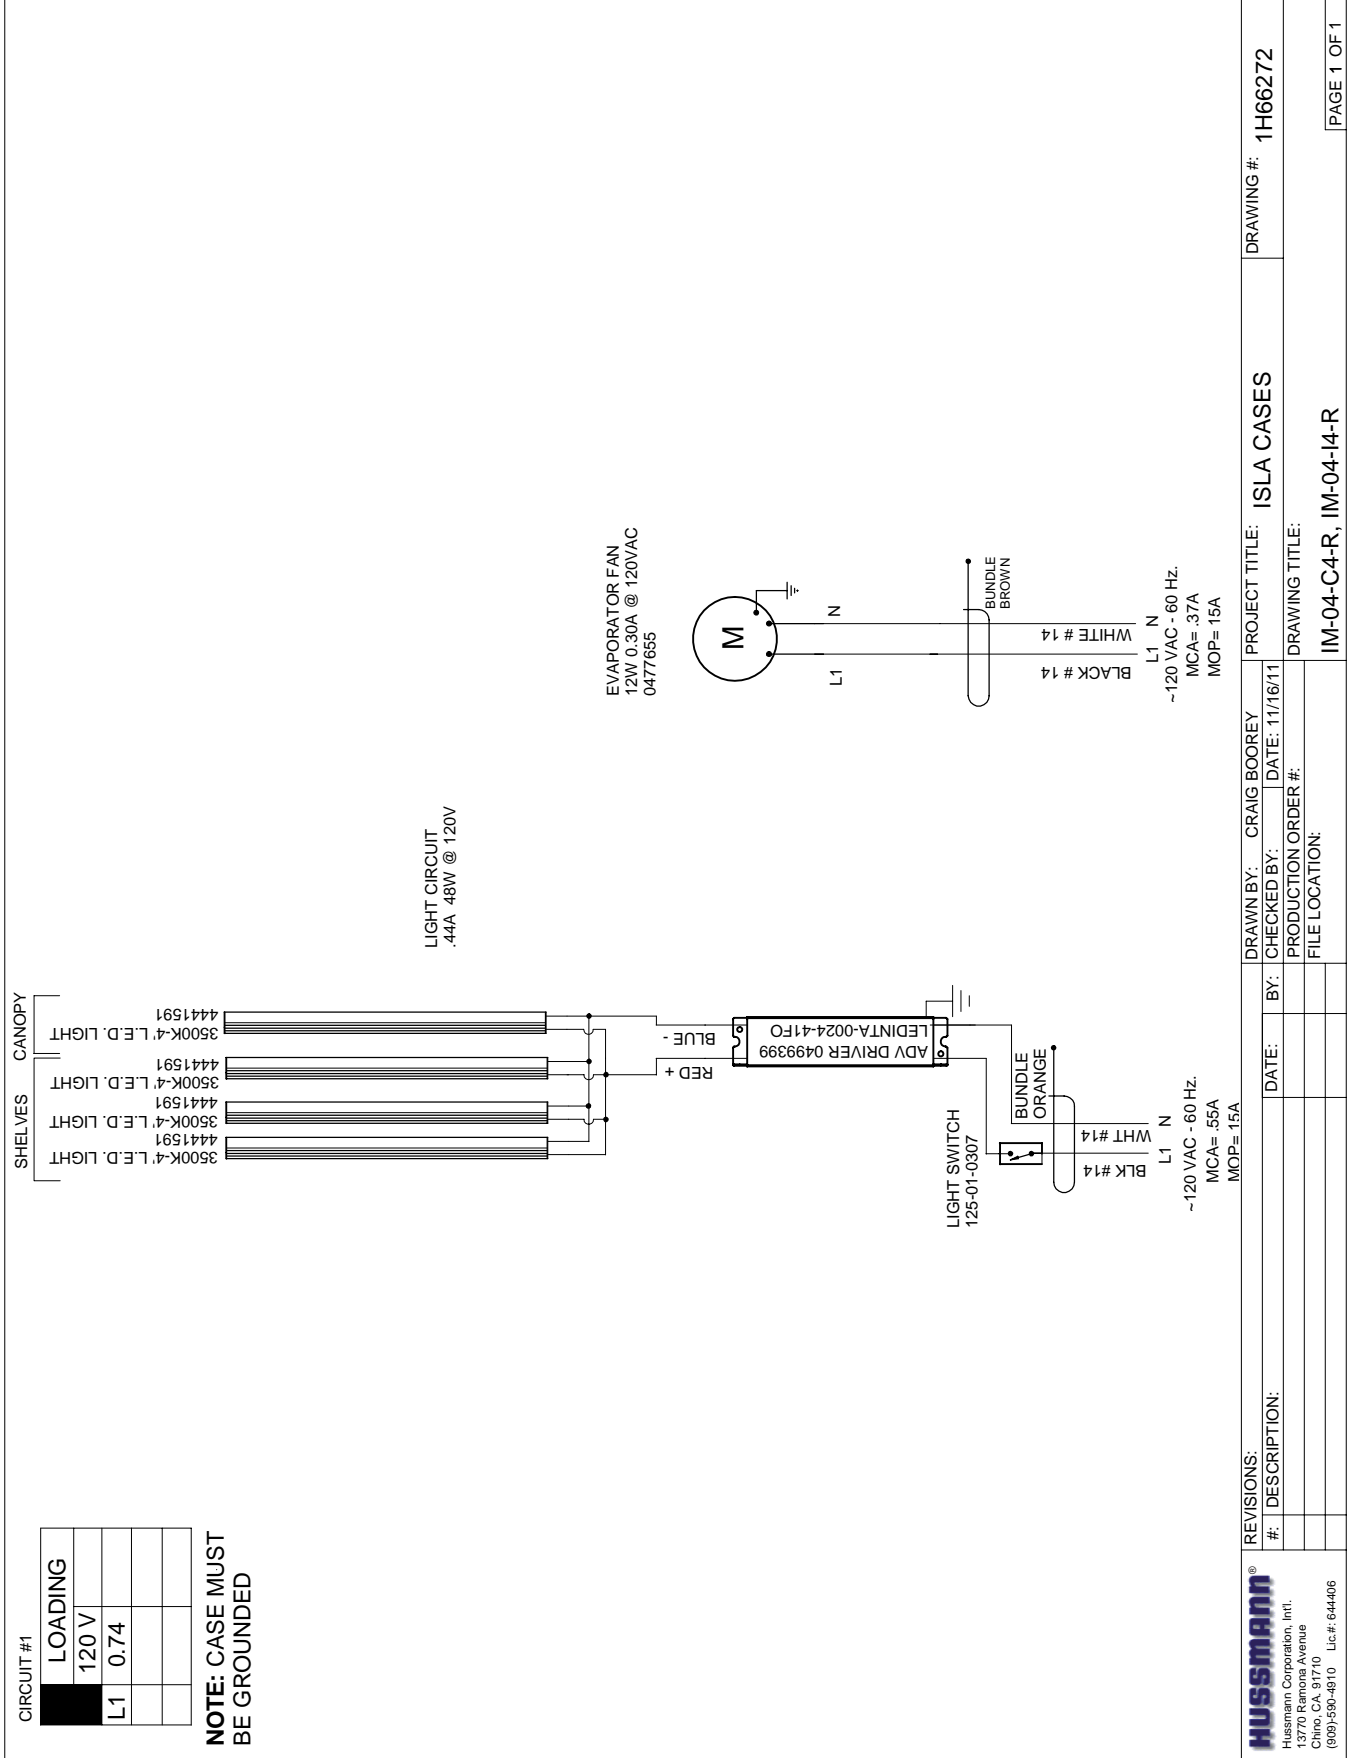 CIRCUIT #1
LOADING
120 V
L1 0.74
NOTE: CASE MUST
BE GROUNDED
SHELVES CANOPY
3500K-4' L.E.D. LIGHT
4441591
3500K-4' L.E.D. LIGHT
4441591
3500K-4' L.E.D. LIGHT
4441591
3500K-4' L.E.D. LIGHT
4441591
LIGHT CIRCUIT
.44A 48W @ 120V
RED +
BLUE -
ADV DRIVER 0499399
LEDINTA-0024-41FO
LIGHT SWITCH
125-01-0307
BUNDLE
ORANGE
BLK #14
WHT #14
L1 N
~120 VAC - 60 Hz.
MCA= .55A
MOP= 15A
EVAPORATOR FAN
12W 0.30A @ 120VAC
0477655
M
L1 N
BUNDLE
BROWN
BLACK # 14
WHITE # 14
L1 N
~120 VAC - 60 Hz.
MCA= .37A
MOP= 15A
HUSSMANN®
Hussmann Corporation, Int'l.
13770 Ramona Avenue
Chino, CA. 91710
(909)-590-4910 Lic.#: 644406
REVISIONS:
#: DESCRIPTION: DATE: BY:
DRAWN BY: CRAIG BOOREY
CHECKED BY: DATE: 11/16/11
PRODUCTION ORDER #:
FILE LOCATION:
PROJECT TITLE: ISLA CASES
DRAWING TITLE:
IM-04-C4-R, IM-04-I4-R
DRAWING #: 1H66272
PAGE 1 OF 1